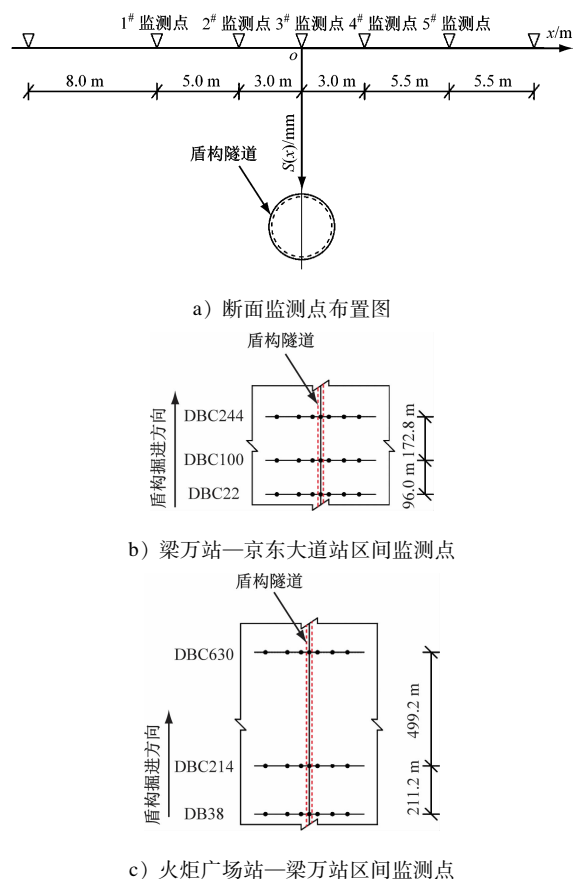 1# 监测点 2# 监测点 3# 监测点 4# 监测点 5# 监测点
x/m
o
8.0 m 5.0 m 3.0 m 3.0 m 5.5 m 5.5 m
S(x)/mm
盾构隧道
a）断面监测点布置图
盾构隧道
盾构掘进方向
DBC244
DBC100
DBC22
172.8 m
96.0 m
b）梁万站—京东大道站区间监测点
盾构隧道
盾构掘进方向
DBC630
DBC214
DB38
499.2 m
211.2 m
c）火炬广场站—梁万站区间监测点